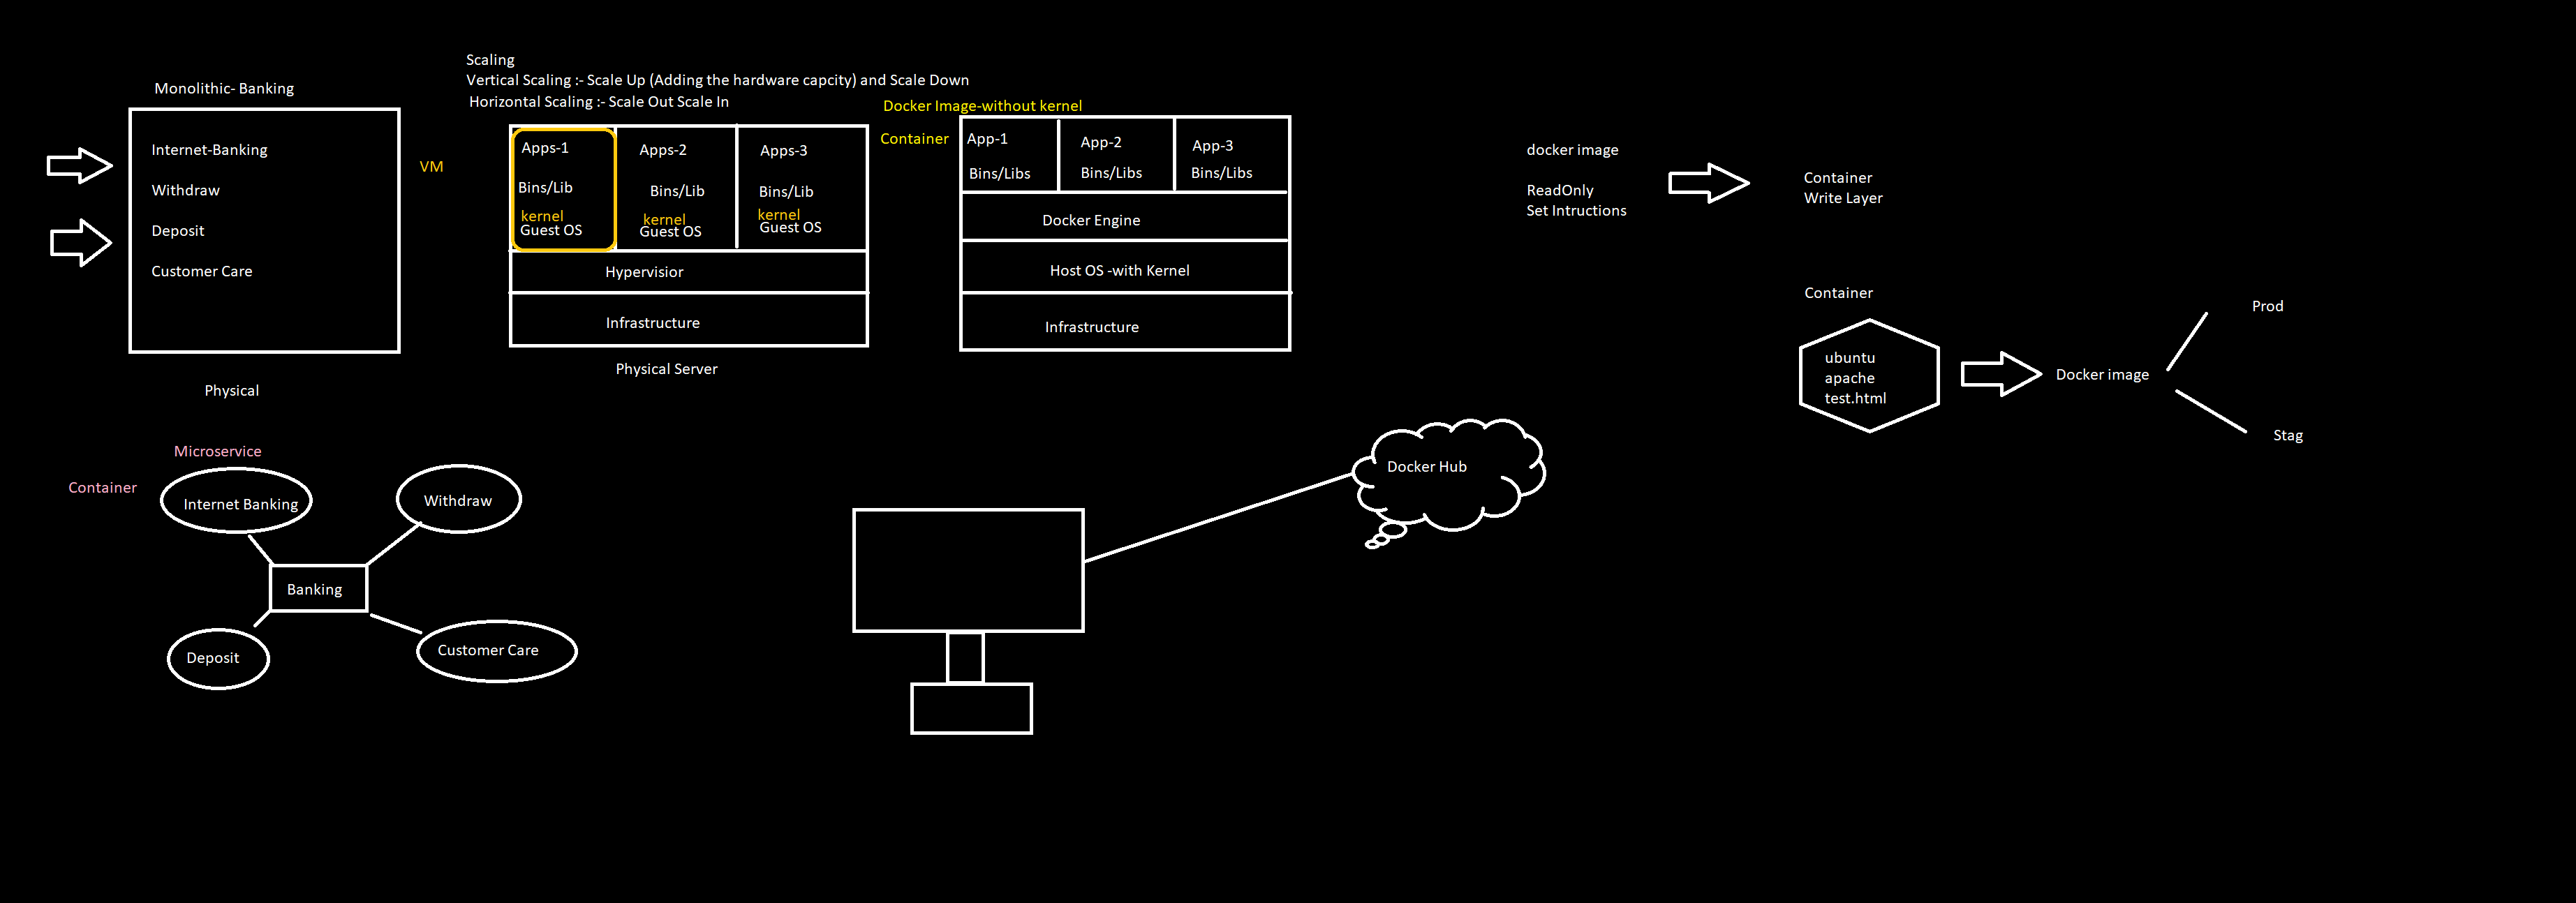 Scaling
Vertical Scaling :- Scale Up (Adding the hardware capcity) and Scale Down
Horizontal Scaling :- Scale Out Scale In
Monolithic- Banking
Internet-Banking
Withdraw
Deposit
Customer Care
Physical
VM
Apps-1
Bins/Lib
kernel
Guest OS
Apps-2
Bins/Lib
kernel
Guest OS
Apps-3
Bins/Lib
kernel
Guest OS
Hypervisior
Infrastructure
Physical Server
Docker Image-without kernel
Container
App-1
Bins/Libs
App-2
Bins/Libs
App-3
Bins/Libs
Docker Engine
Host OS -with Kernel
Infrastructure
docker image
ReadOnly
Set Intructions
Container
Write Layer
Container
ubuntu
apache
test.html
Docker image
Prod
Stag
Microservice
Container
Internet Banking
Withdraw
Banking
Deposit
Customer Care
Docker Hub